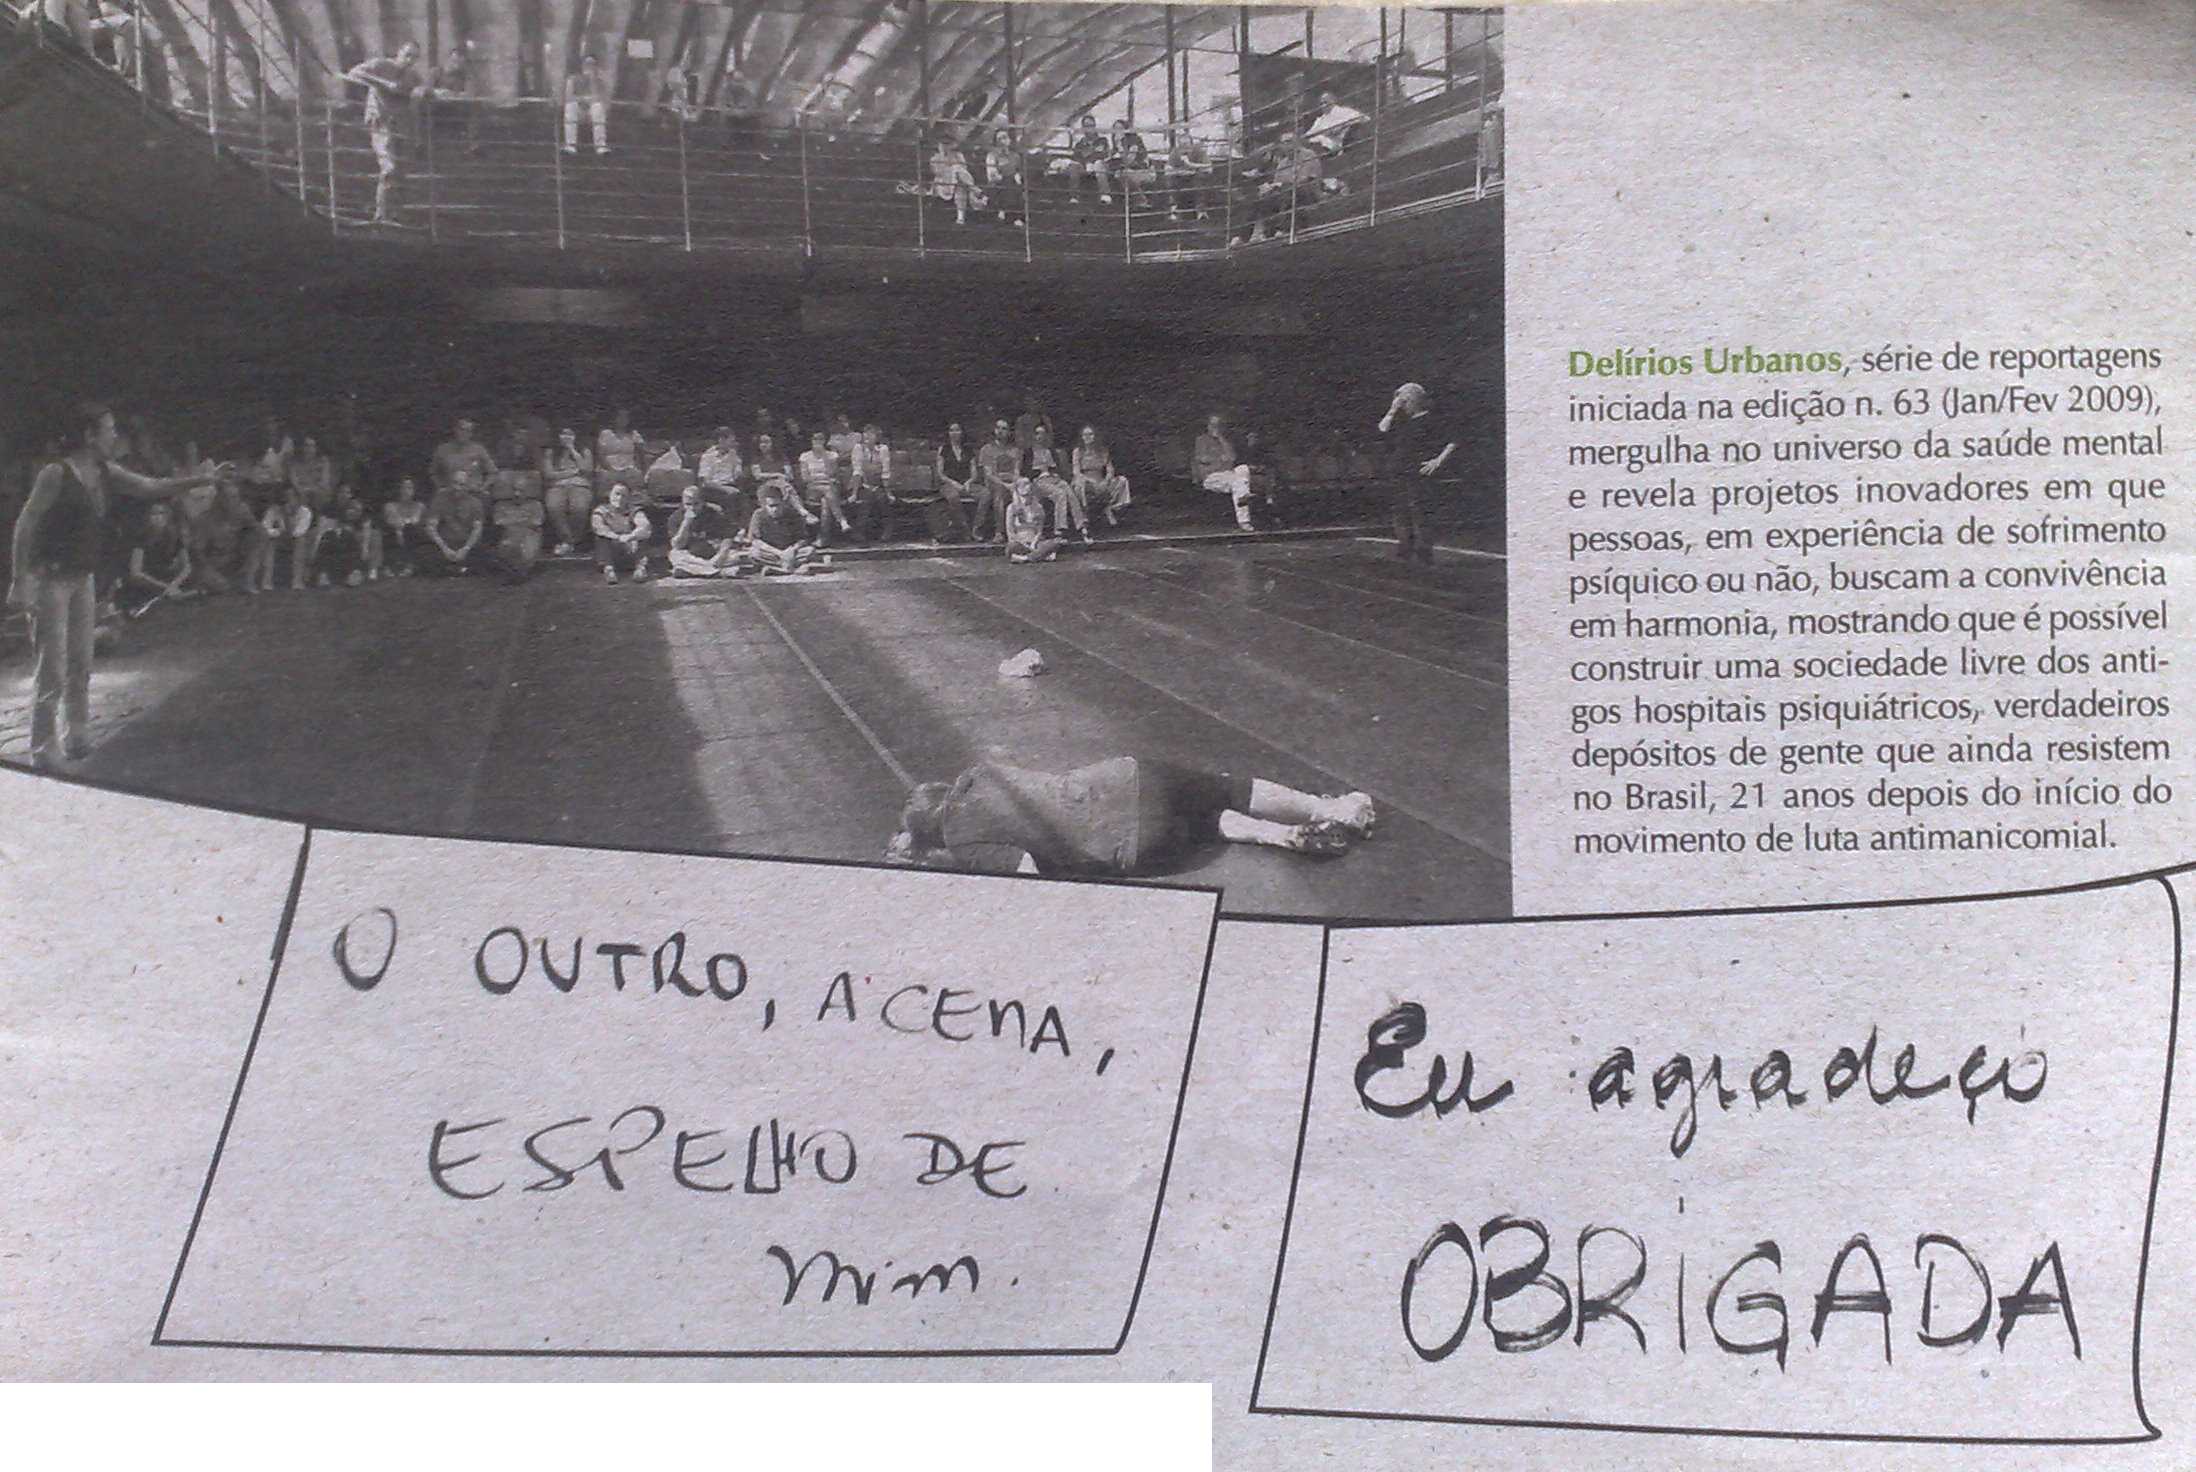 Delírios Urbanos, série de reportagens
iniciada na edição n. 63 (Jan/Fev 2009),
mergulha no universo da saúde mental
e revela projetos inovadores em que
pessoas, em experiência de sofrimento
psíquico ou não, buscam a convivência
em harmonia, mostrando que é possível
construir uma sociedade livre dos anti-
gos hospitais psiquiátricos, verdadeiros
depósitos de gente que ainda resistem
no Brasil, 21 anos depois do início do
movimento de luta antimanicomial.
O OUTRO, A CENA,
ESPELHO DE
mim.
Eu agradeço
OBRIGADA